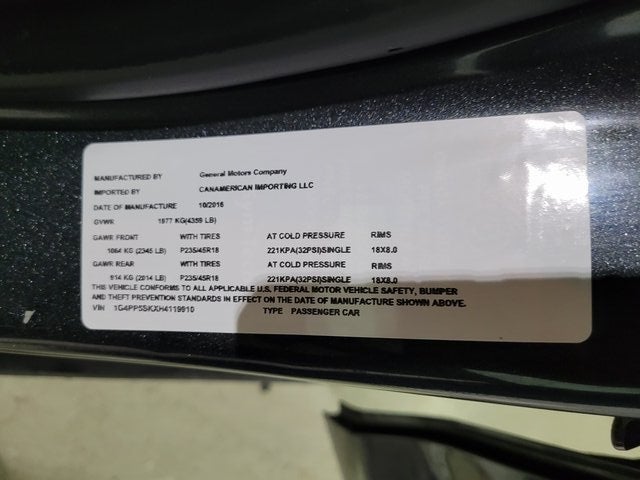 MANUFACTURED BY General Motors Company
IMPORTED BY CANAMERICAN IMPORTING LLC
DATE OF MANUFACTURE 10/2016
GVWR 1977 KG(4359 LB)
GAWR FRONT WITH TIRES AT COLD PRESSURE RIMS
1064 KG (2345 LB) P235/45R18 221KPA(32PSI)SINGLE 18X8.0
GAWR REAR WITH TIRES AT COLD PRESSURE RIMS
914 KG (2014 LB) P235/45R18 221KPA(32PSI)SINGLE 18X8.0
THIS VEHICLE CONFORMS TO ALL APPLICABLE U.S. FEDERAL MOTOR VEHICLE SAFETY, BUMPER
AND THEFT PREVENTION STANDARDS IN EFFECT ON THE DATE OF MANUFACTURE SHOWN ABOVE.
VIN 1G4PP5SKXH4119910 TYPE PASSENGER CAR